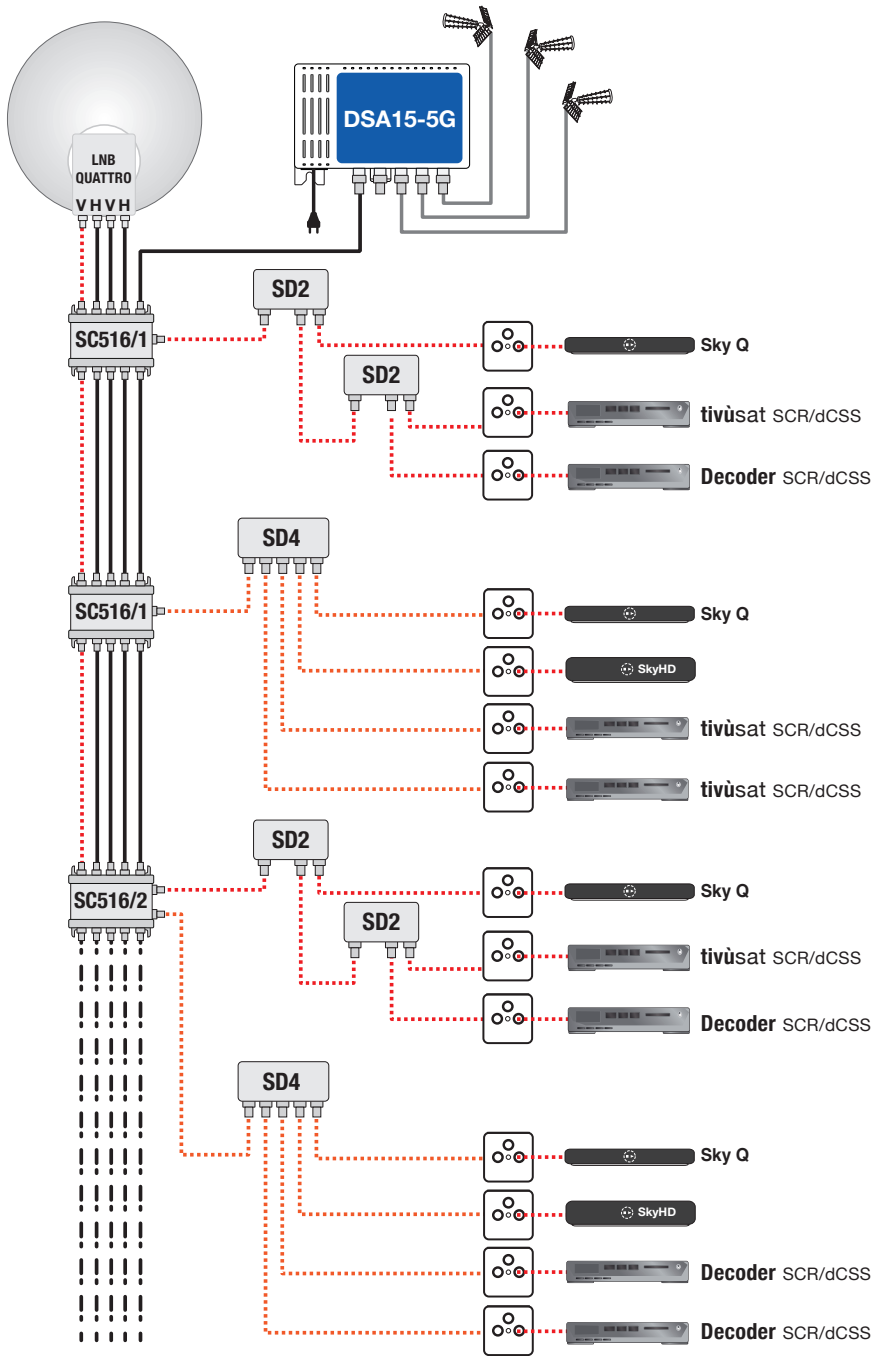 DSA15-5G
LNB
QUATTRO
V H V H
SD2
SC516/1
Sky Q
SD2
tivùsat SCR/dCSS
Decoder SCR/dCSS
SD4
SC516/1
Sky Q
SkyHD
tivùsat SCR/dCSS
tivùsat SCR/dCSS
SD2
SC516/2
Sky Q
SD2
tivùsat SCR/dCSS
Decoder SCR/dCSS
SD4
Sky Q
SkyHD
Decoder SCR/dCSS
Decoder SCR/dCSS